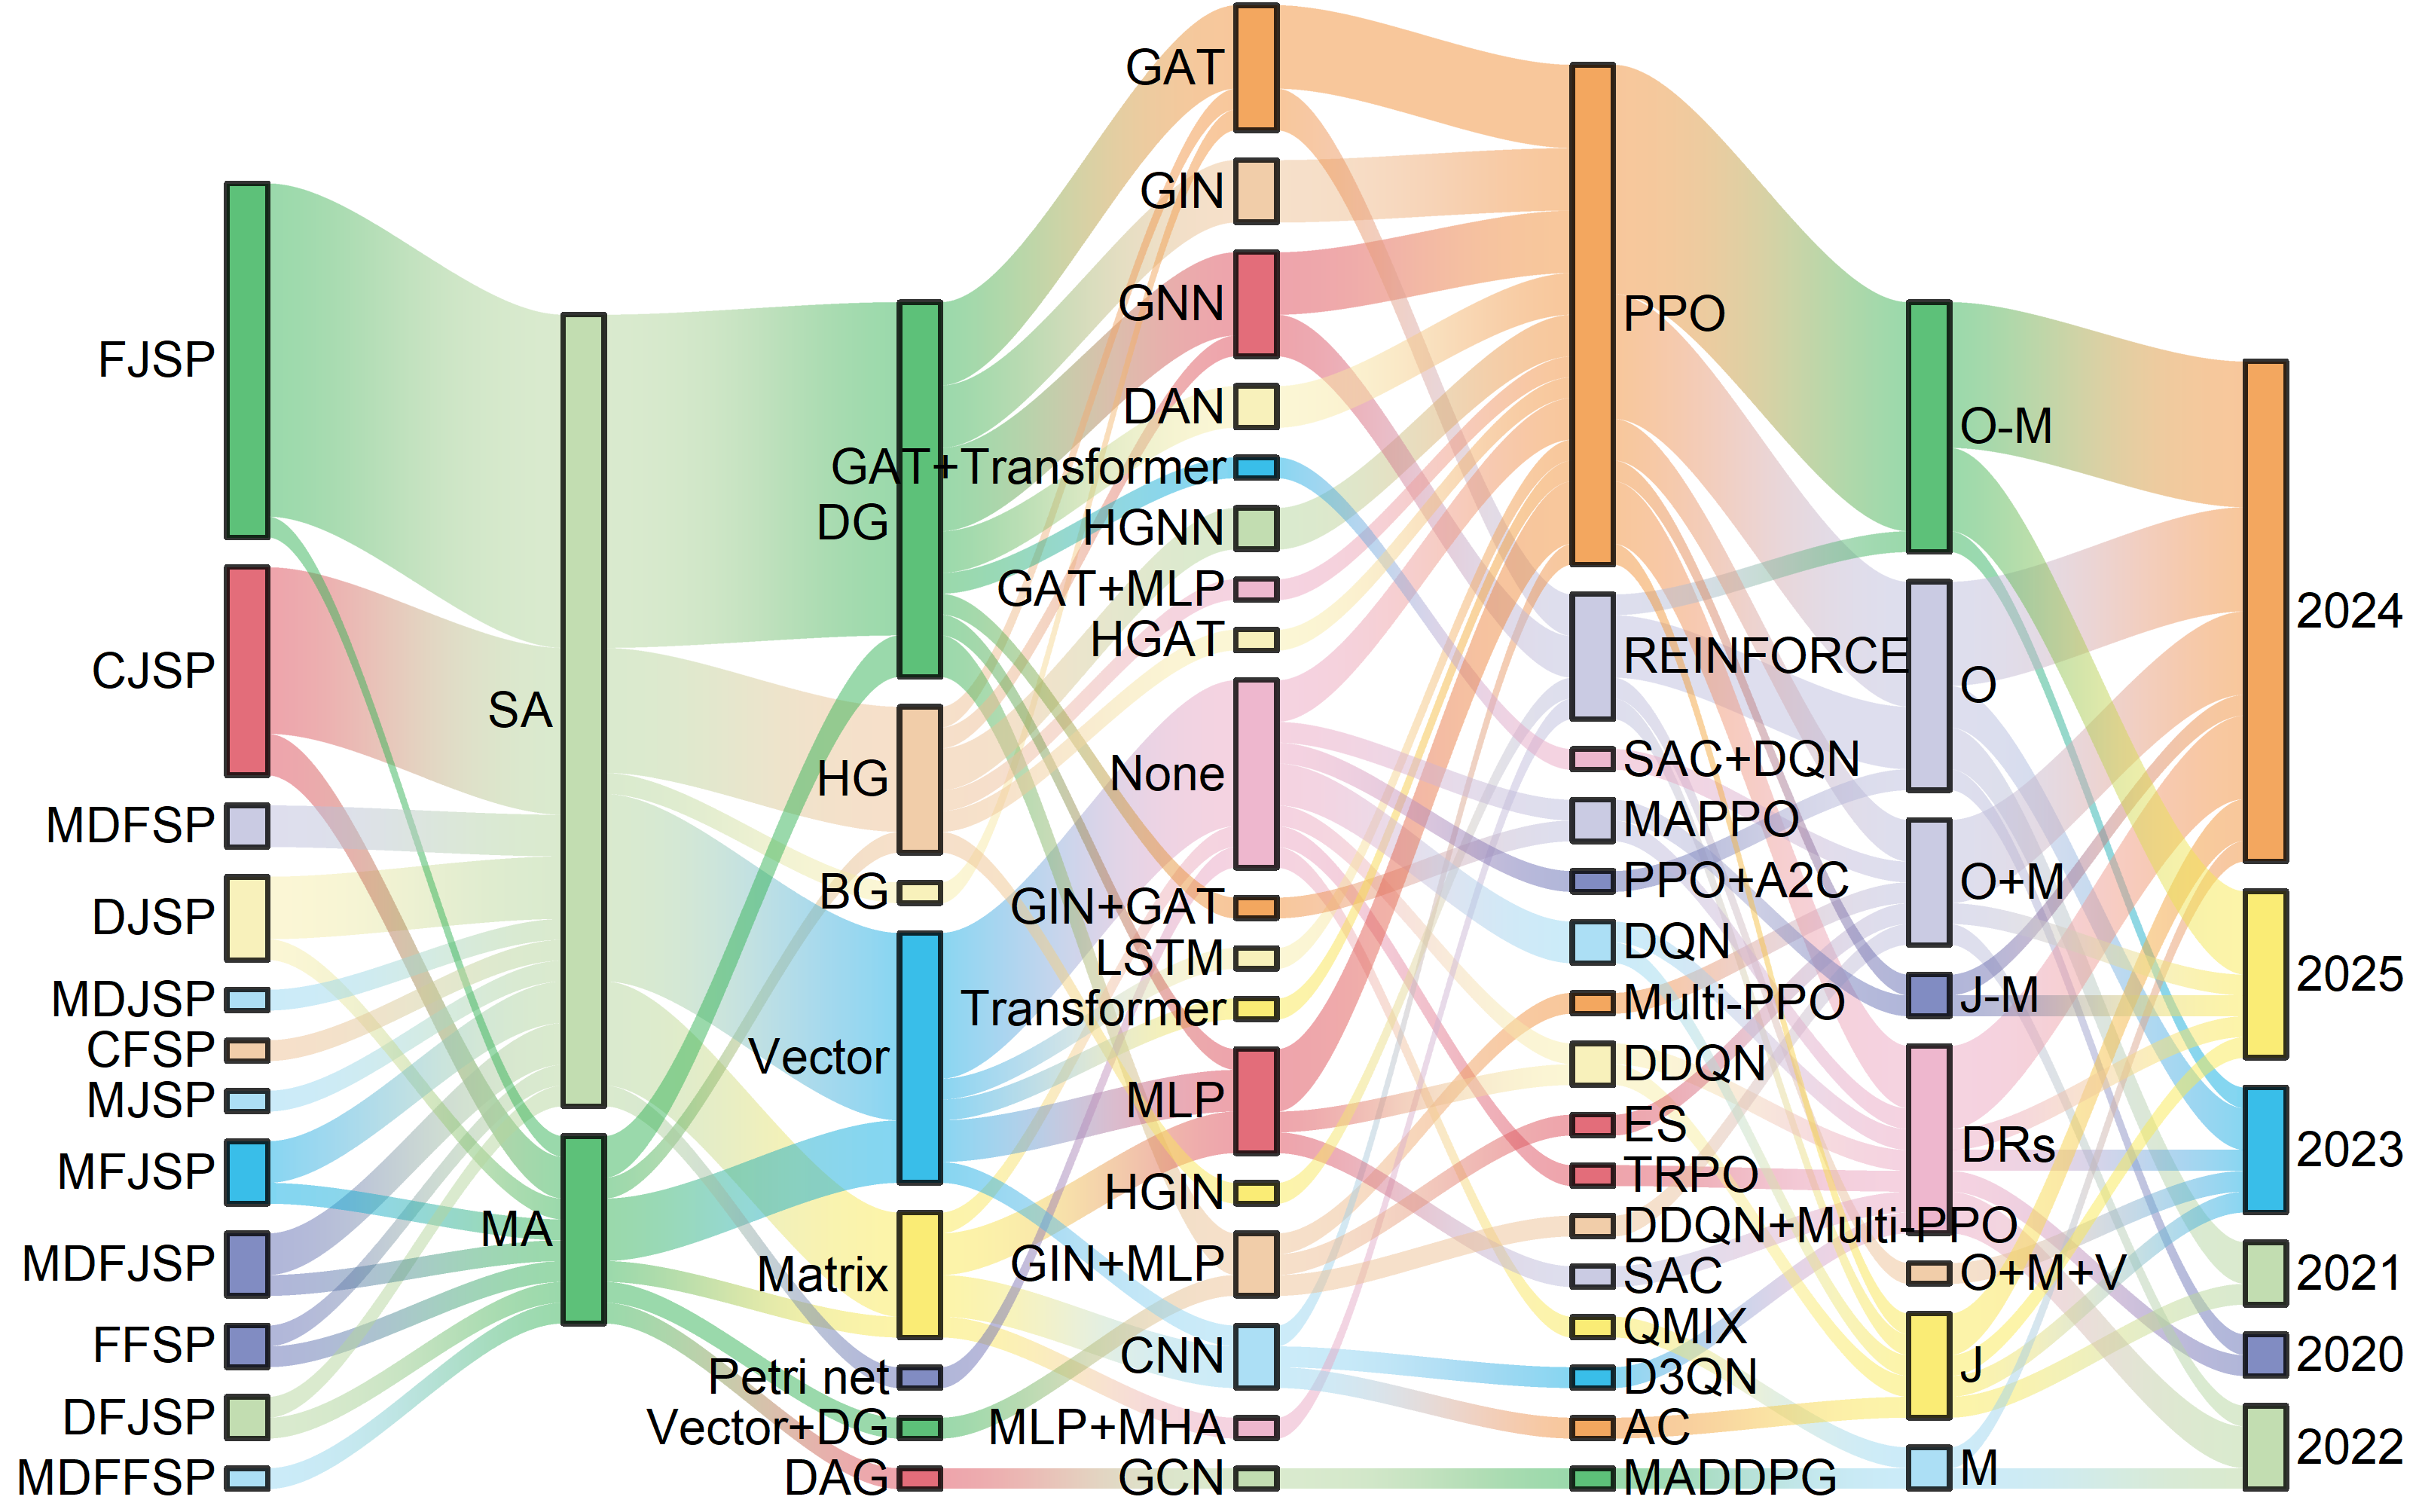 FJSP
CJSP
MDFSP
DJSP
MDJSP
CFSP
MJSP
MFJSP
MDFJSP
FFSP
DFJSP
MDFFSP
SA
MA
DG
HG
BG
Vector
Matrix
Petri net
Vector+DG
DAG
GAT
GIN
GNN
DAN
GAT+Transformer
HGNN
GAT+MLP
HGAT
None
GIN+GAT
LSTM
Transformer
MLP
HGIN
GIN+MLP
CNN
MLP+MHA
GCN
PPO
REINFORCE
SAC+DQN
MAPPO
PPO+A2C
DQN
Multi-PPO
DDQN
ES
TRPO
DDQN+Multi-PPO
SAC
QMIX
D3QN
AC
MADDPG
O-M
O
O+M
J-M
DRs
O+M+V
J
M
2024
2025
2023
2021
2020
2022